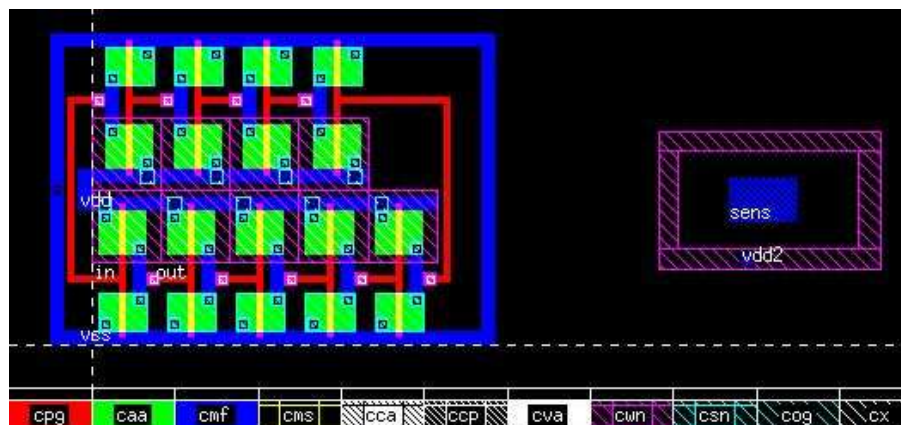 vdd
sens
vdd2
in out
vss
cpg caa cmf cms cca ccp cva cwn csn cog cx